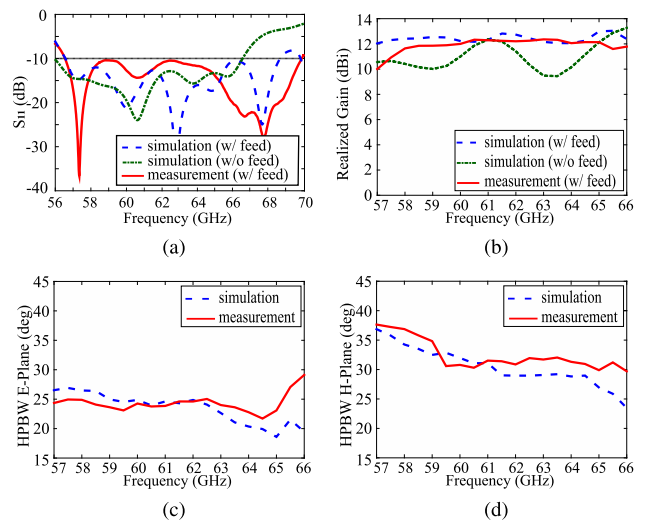 10
0
-10
-20
-30
-40
S11 (dB)
simulation (w/ feed)
simulation (w/o feed)
measurement (w/ feed)
56 58 60 62 63 65 67 68 70
Frequency (GHz)
(a)
14
12
10
8
6
4
2
0
Realized Gain (dBi)
simulation (w/ feed)
simulation (w/o feed)
measurement (w/ feed)
57 58 59 60 61 62 63 64 65 66
Frequency (GHz)
(b)
45
40
35
30
25
20
15
HPBW E-Plane (deg)
simulation
measurement
57 58 59 60 61 62 63 64 65 66
Frequency (GHz)
(c)
45
40
35
30
25
20
15
HPBW H-Plane (deg)
simulation
measurement
57 58 59 60 61 62 63 64 65 66
Frequency (GHz)
(d)